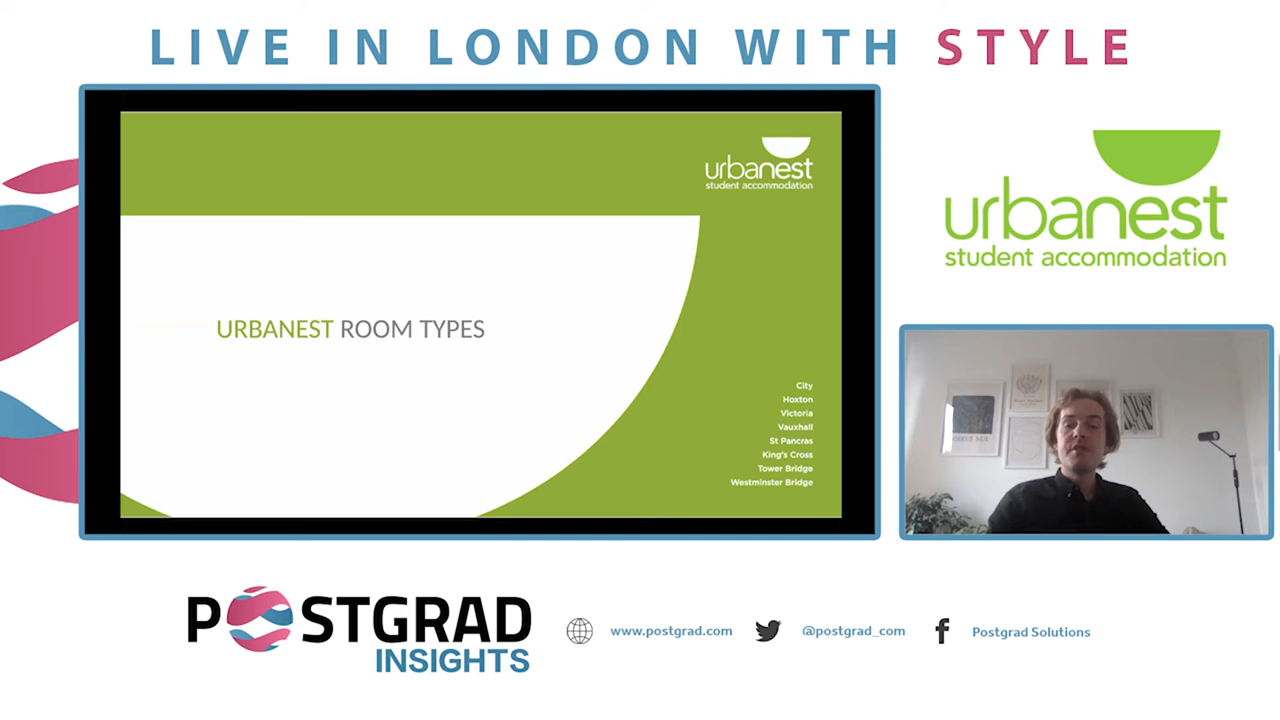 LIVE IN LONDON WITH STYLE
urbanest
student accommodation
URBANEST ROOM TYPES
City
Hoxton
Victoria
Vauxhall
St Pancras
King's Cross
Tower Bridge
Westminster Bridge
urbanest
student accommodation
POSTGRAD
INSIGHTS
www.postgrad.com
@postgrad_com
Postgrad Solutions